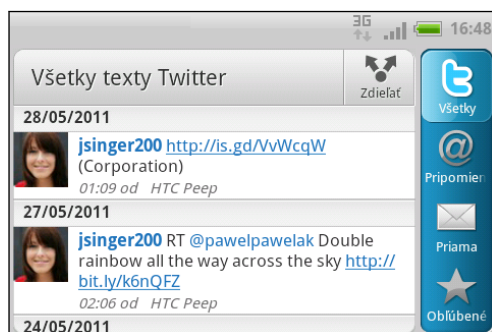 3G 16:48
Všetky texty Twitter
Zdieľať
28/05/2011
jsinger200 http://is.gd/VvWcqW
(Corporation)
01:09 od HTC Peep
27/05/2011
jsinger200 RT @pawelpawelak Double
rainbow all the way across the sky http://
bit.ly/k6nQFZ
02:06 od HTC Peep
24/05/2011
Všetky
Pripomien
Priama
Obľúbené